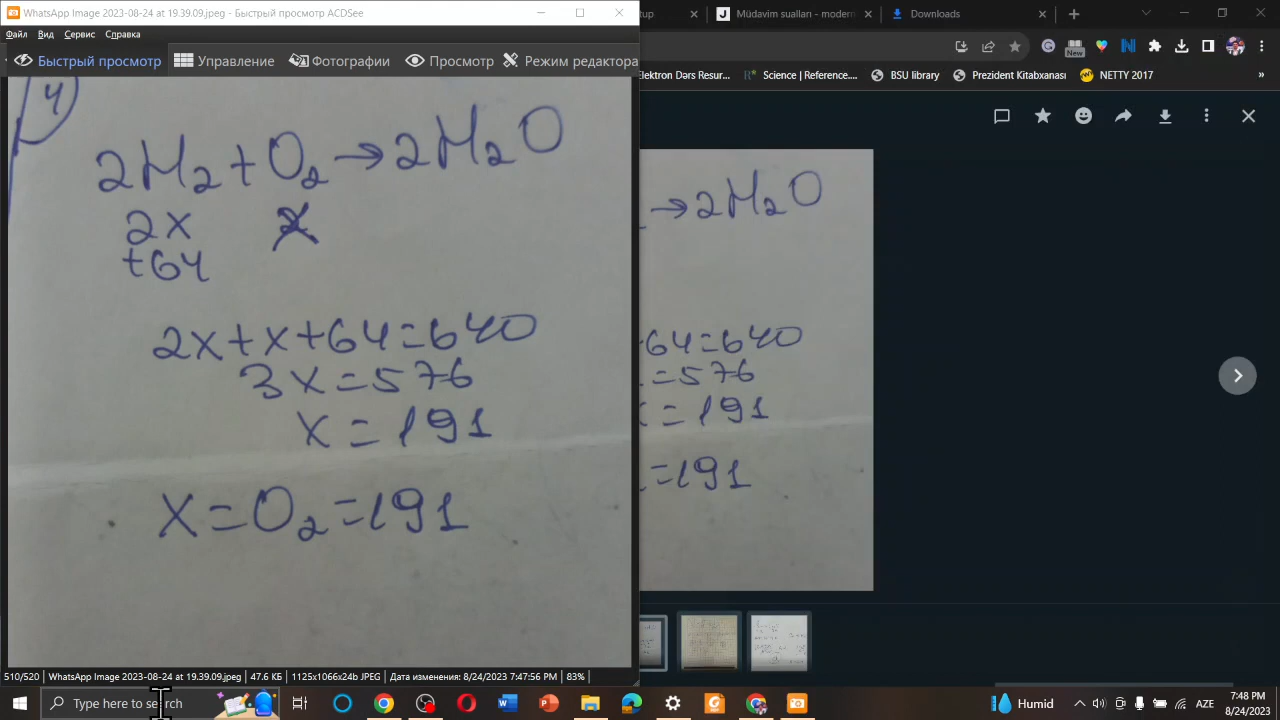 WhatsApp Image 2023-08-24 at 19.39.09.jpeg - Быстрый просмотр ACDSee
Файл Вид Сервис Справка
Быстрый просмотр Управление Фотографии Просмотр Режим редактора
4
2H₂ + O₂ → 2H₂O
2x
+64
2x+x+64=640
3x=576
x=191
x=O₂=191
510/520 WhatsApp Image 2023-08-24 at 19.39.09.jpeg 47.6 КБ 1125x1066x24b JPEG Дата изменения: 8/24/2023 7:47:56 PM 83%
tup
Müdavim sualları - modern
Downloads
New
Elektron Dərs Resur...
Science | Reference....
BSU library
Prezident Kitabxanası
NETTY 2017
»
→ 2H₂O
64=640
=576
=191
=191
Type here to search
Humid
AZE
7:48 PM
8/24/2023